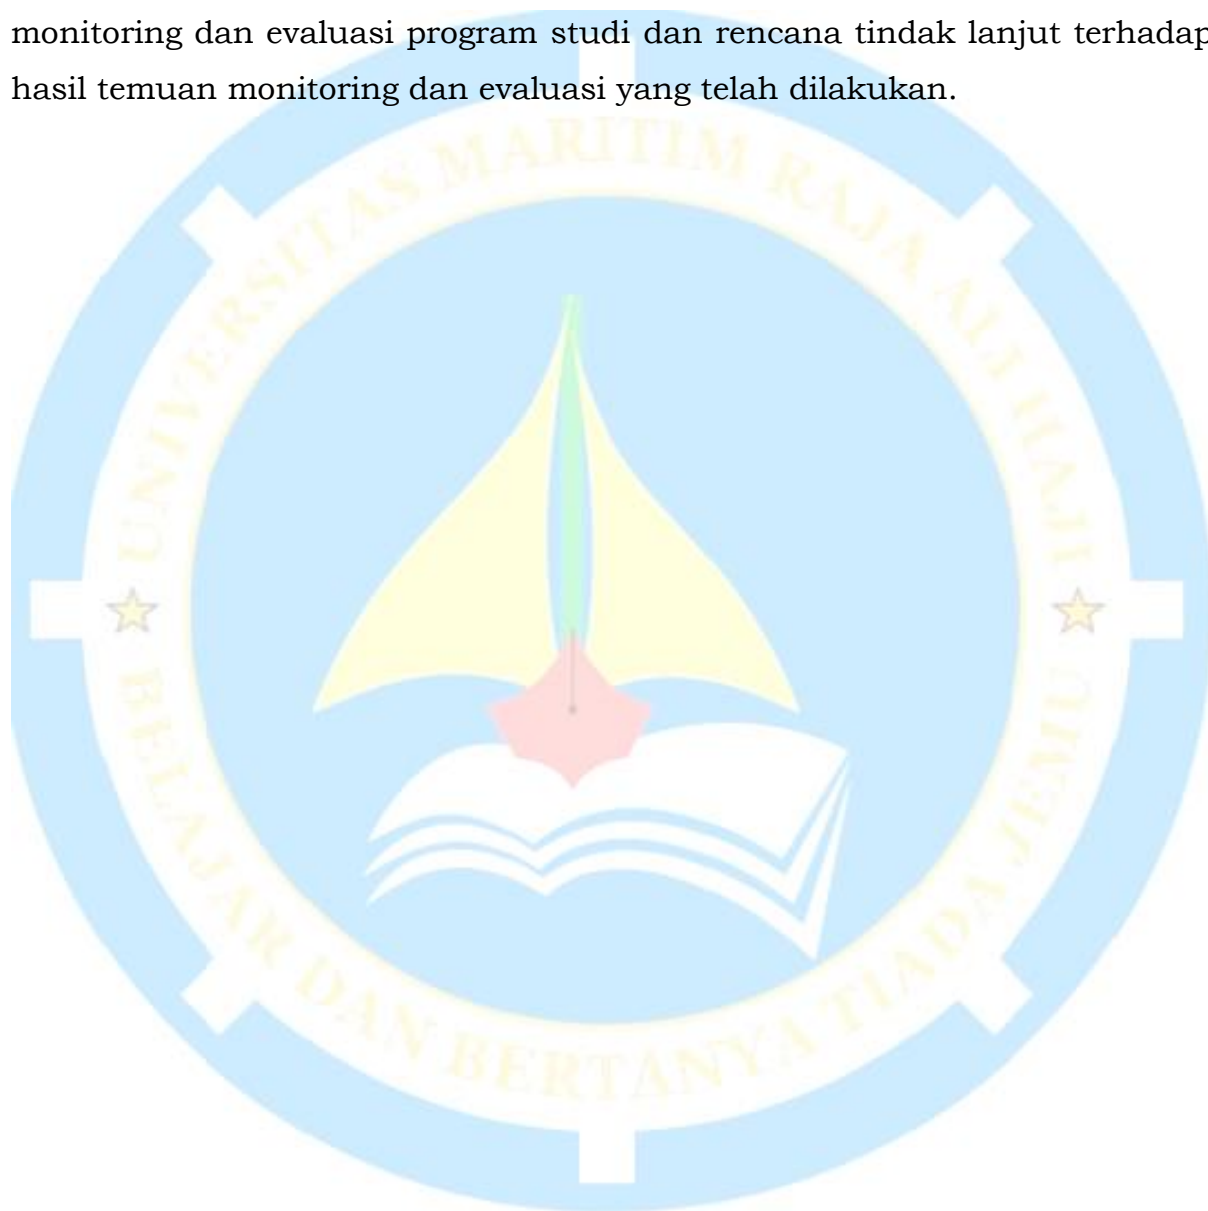 monitoring dan evaluasi program studi dan rencana tindak lanjut terhadap
hasil temuan monitoring dan evaluasi yang telah dilakukan.
UNIVERSITAS MARITIM RAJA ALI HAJI
BELAJAR DAN BERTANYA TIADA JEMU